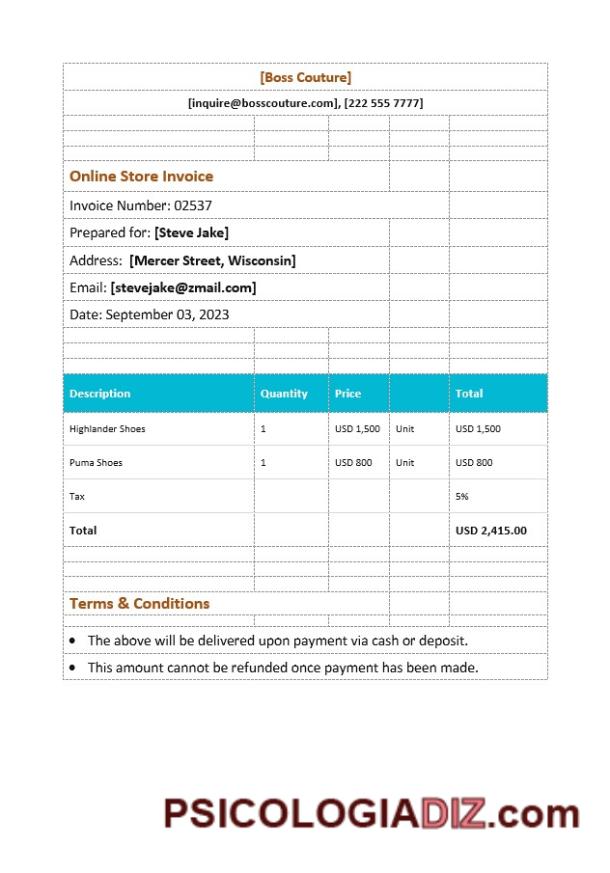 [Boss Couture]
[inquire@bosscouture.com], [222 555 7777]
Online Store Invoice
Invoice Number: 02537
Prepared for: [Steve Jake]
Address: [Mercer Street, Wisconsin]
Email: [stevejake@zmail.com]
Date: September 03, 2023
Description Quantity Price Total
Highlander Shoes 1 USD 1,500 Unit USD 1,500
Puma Shoes 1 USD 800 Unit USD 800
Tax 5%
Total USD 2,415.00
Terms & Conditions
• The above will be delivered upon payment via cash or deposit.
• This amount cannot be refunded once payment has been made.
PSICOLOGIADIZ.com